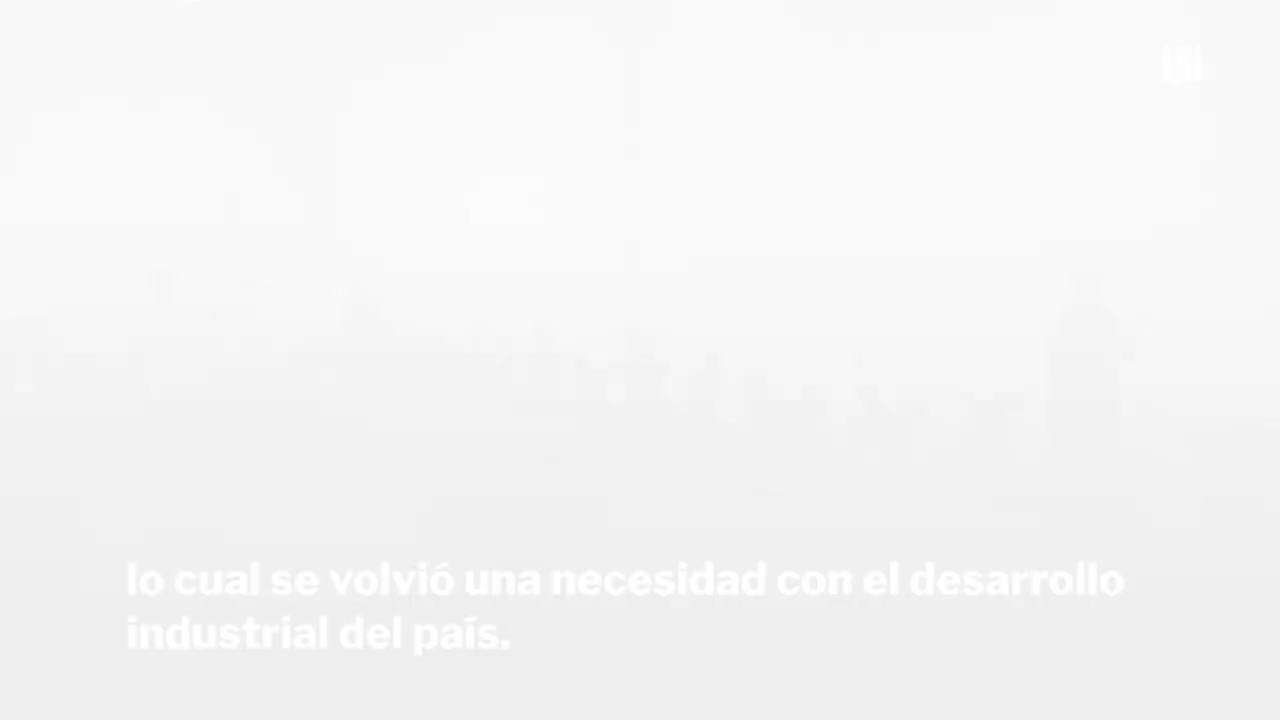 lo cual se volvió una necesidad con el desarrollo
industrial del país.